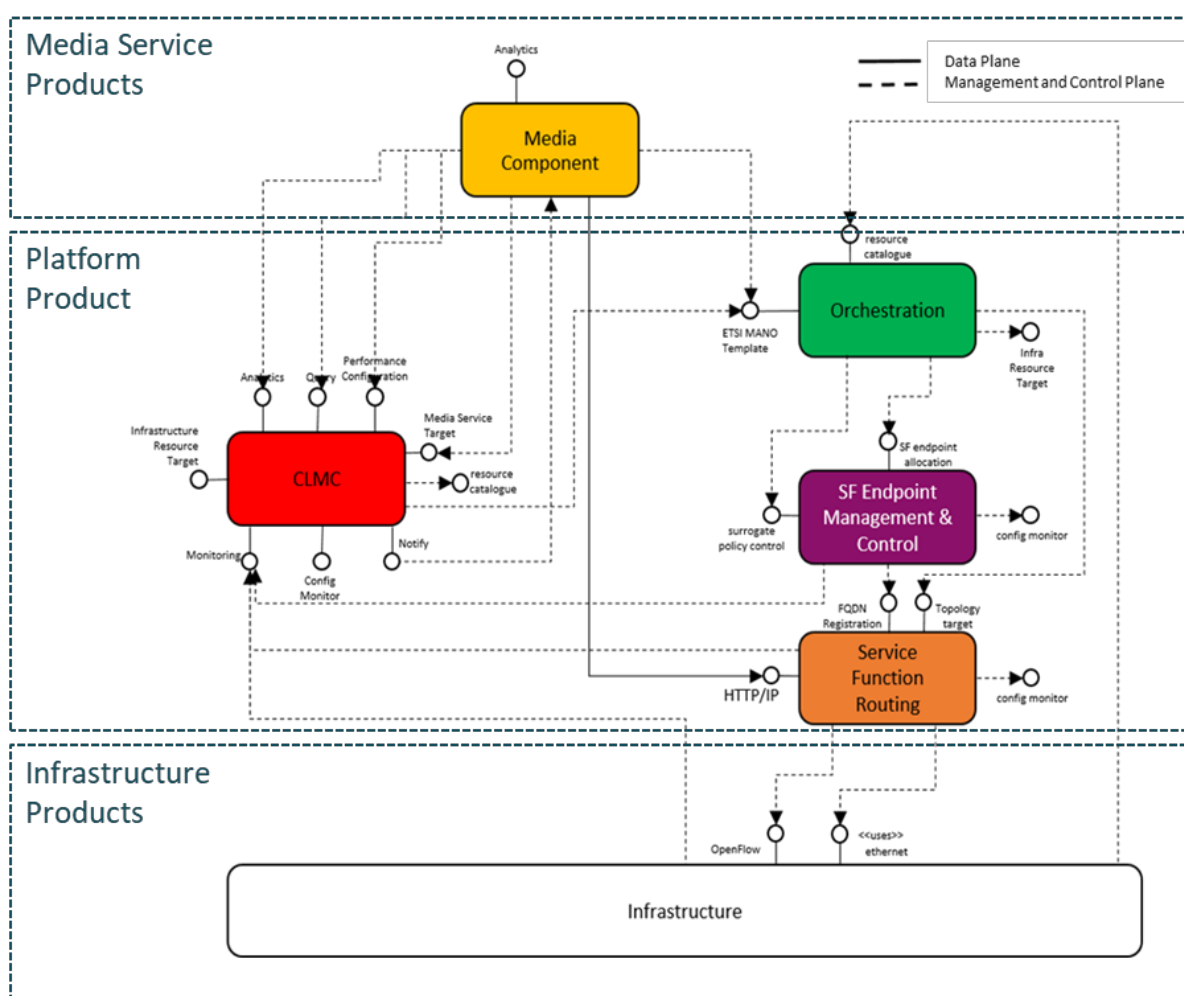 Media Service
Products
Analytics
Data Plane
Management and Control Plane
Media
Component
Platform
Product
resource
catalogue
Orchestration
ETSI MANO
Template
Infra
Resource
Target
Performance
Configuration
Analytics
Query
Media Service
Target
Infrastructure
Resource
Target
CLMC
resource
catalogue
SF endpoint
allocation
SF Endpoint
Management &
Control
surrogate
policy control
config monitor
Monitoring
Config
Monitor
Notify
FQDN
Registration
Topology
target
Service
Function
Routing
HTTP/IP
config monitor
Infrastructure
Products
OpenFlow
<<uses>>
ethernet
Infrastructure